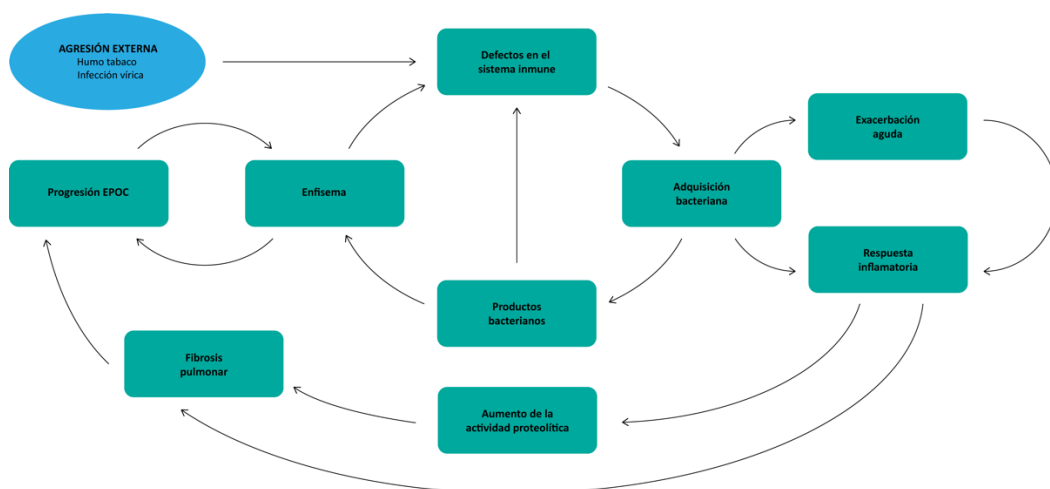 AGRESIÓN EXTERNA
Humo tabaco
Infección vírica
Defectos en el
sistema inmune
Exacerbación
aguda
Progresión EPOC
Enfisema
Adquisición
bacteriana
Respuesta
inflamatoria
Productos
bacterianos
Fibrosis
pulmonar
Aumento de la
actividad proteolítica